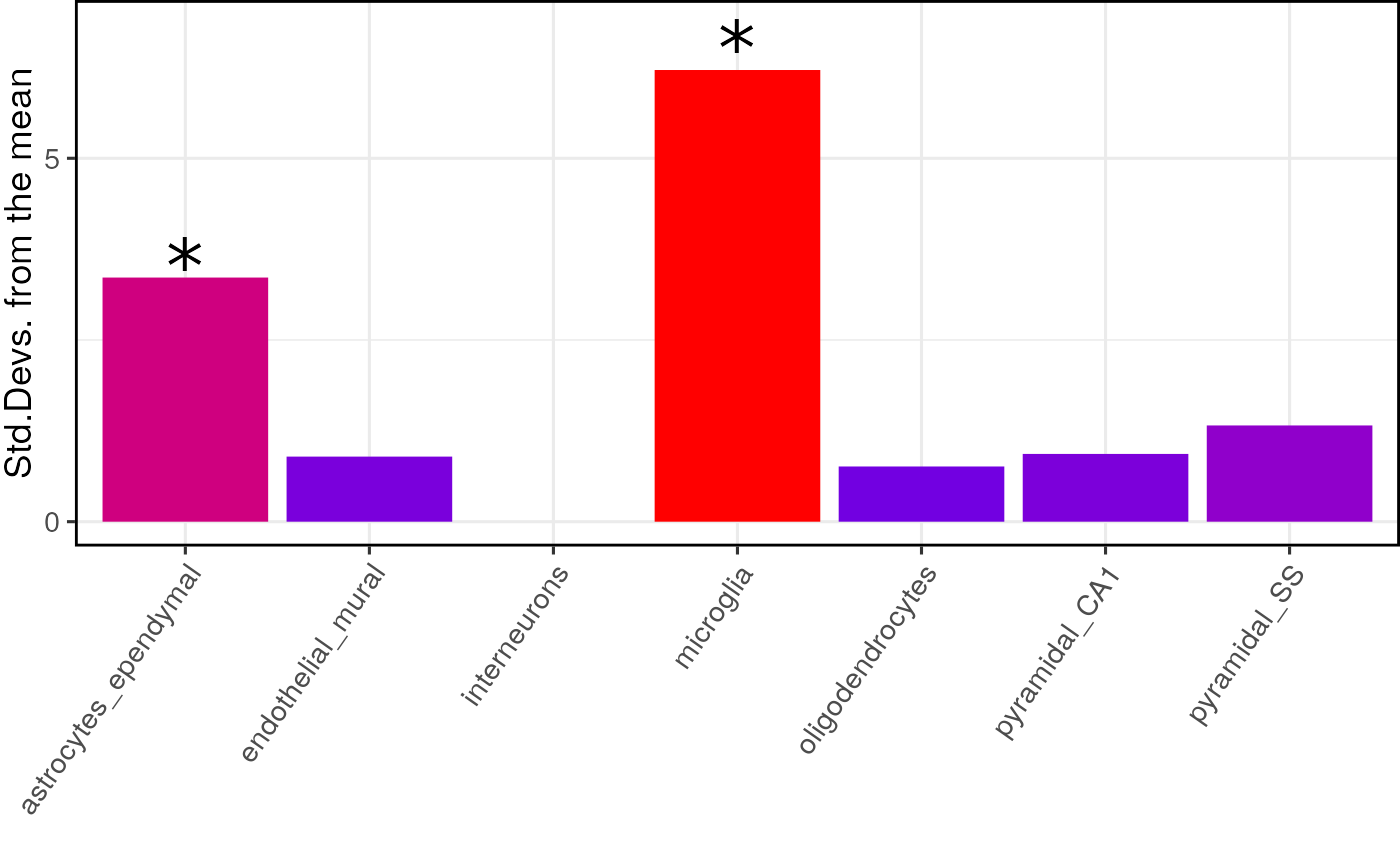 Std.Devs. from the mean
5
0
*
*
astrocytes_ependymal
endothelial_mural
interneurons
microglia
oligodendrocytes
pyramidal_CA1
pyramidal_SS